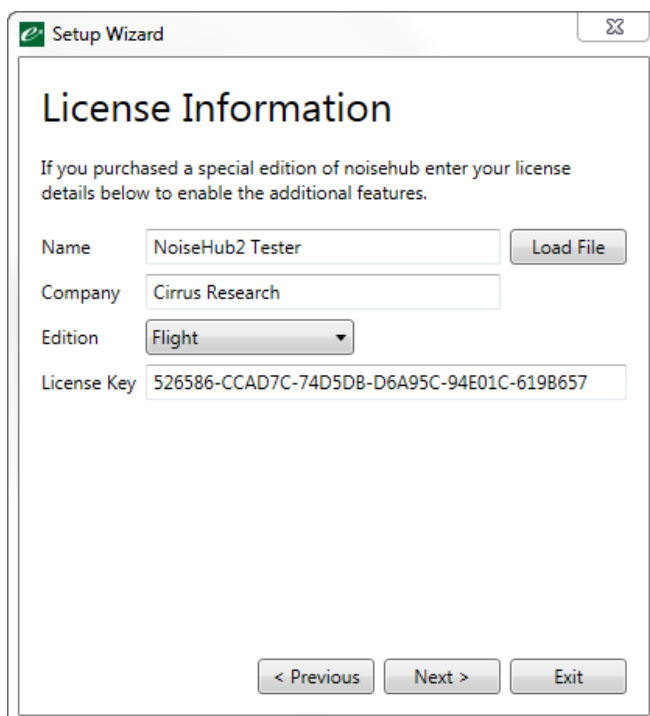 Setup Wizard
License Information
If you purchased a special edition of noisehub enter your license
details below to enable the additional features.
Name NoiseHub2 Tester Load File
Company Cirrus Research
Edition Flight
License Key 526586-CCAD7C-74D5DB-D6A95C-94E01C-619B657
< Previous Next > Exit